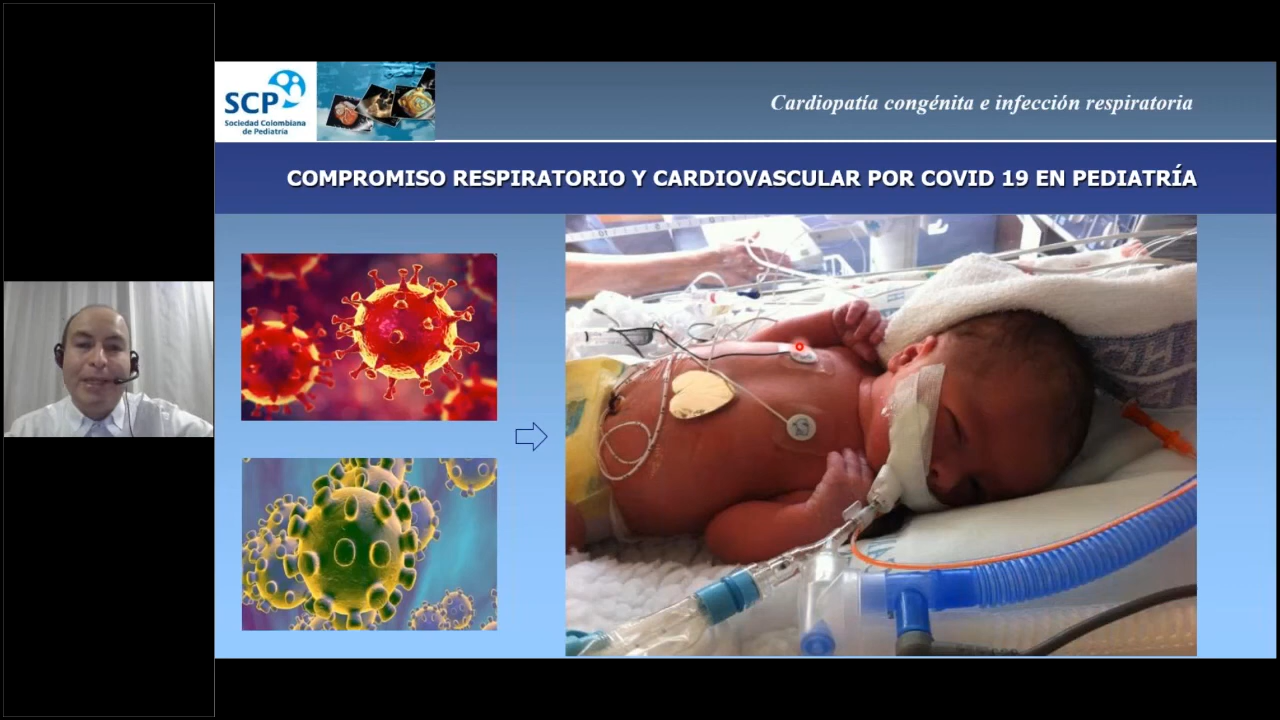 SCP
Sociedad Colombiana
de Pediatría
Cardiopatía congénita e infección respiratoria
COMPROMISO RESPIRATORIO Y CARDIOVASCULAR POR COVID 19 EN PEDIATRÍA